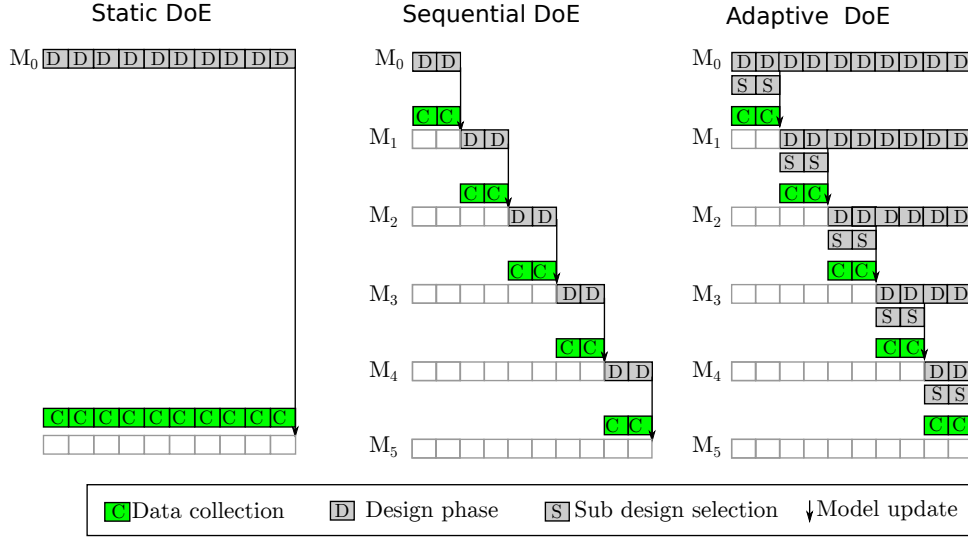 Static DoE
M0 D D D D D D D D D D
C C C C C C C C C C
Sequential DoE
M0 D D
C C
M1 D D
C C
M2 D D
C C
M3 D D
C C
M4 D D
C C
M5
Adaptive DoE
M0 D D D D D D D D D D
S S
C C
M1 D D D D D D D D
S S
C C
M2 D D D D D D
S S
C C
M3 D D D D
S S
C C
M4 D D
S S
C C
M5
C Data collection D Design phase S Sub design selection Model update